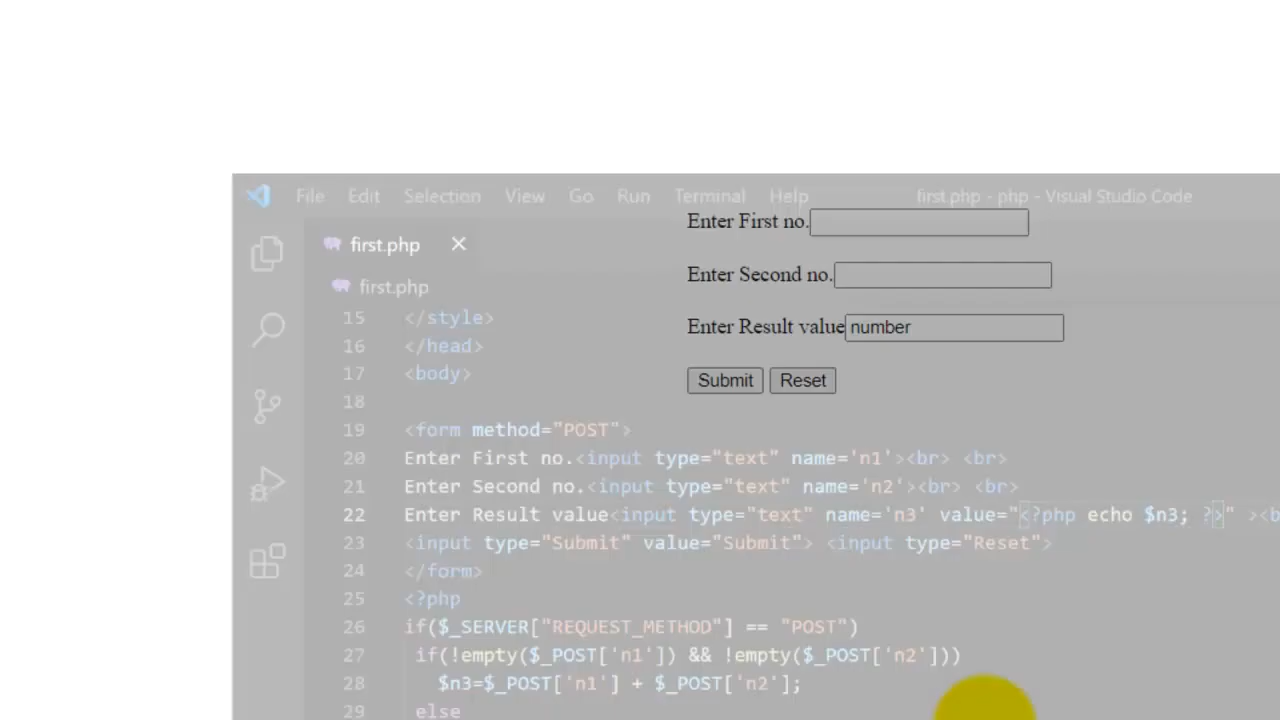 File Edit Selection View Go Run Terminal Help first.php - php - Visual Studio Code
Enter First no.
first.php
Enter Second no.
first.php
15 </style>
Enter Result value number
16 </head>
17 <body>
Submit Reset
18
19 <form method="POST">
20 Enter First no.<input type="text" name='n1'><br> <br>
21 Enter Second no.<input type="text" name='n2'><br> <br>
22 Enter Result value<input type="text" name='n3' value="<?php echo $n3; ?>" ><b
23 <input type="Submit" value="Submit"> <input type="Reset">
24 </form>
25 <?php
26 if($_SERVER["REQUEST_METHOD"] == "POST")
27 if(!empty($_POST['n1']) && !empty($_POST['n2']))
28 $n3=$_POST['n1'] + $_POST['n2'];
29 else